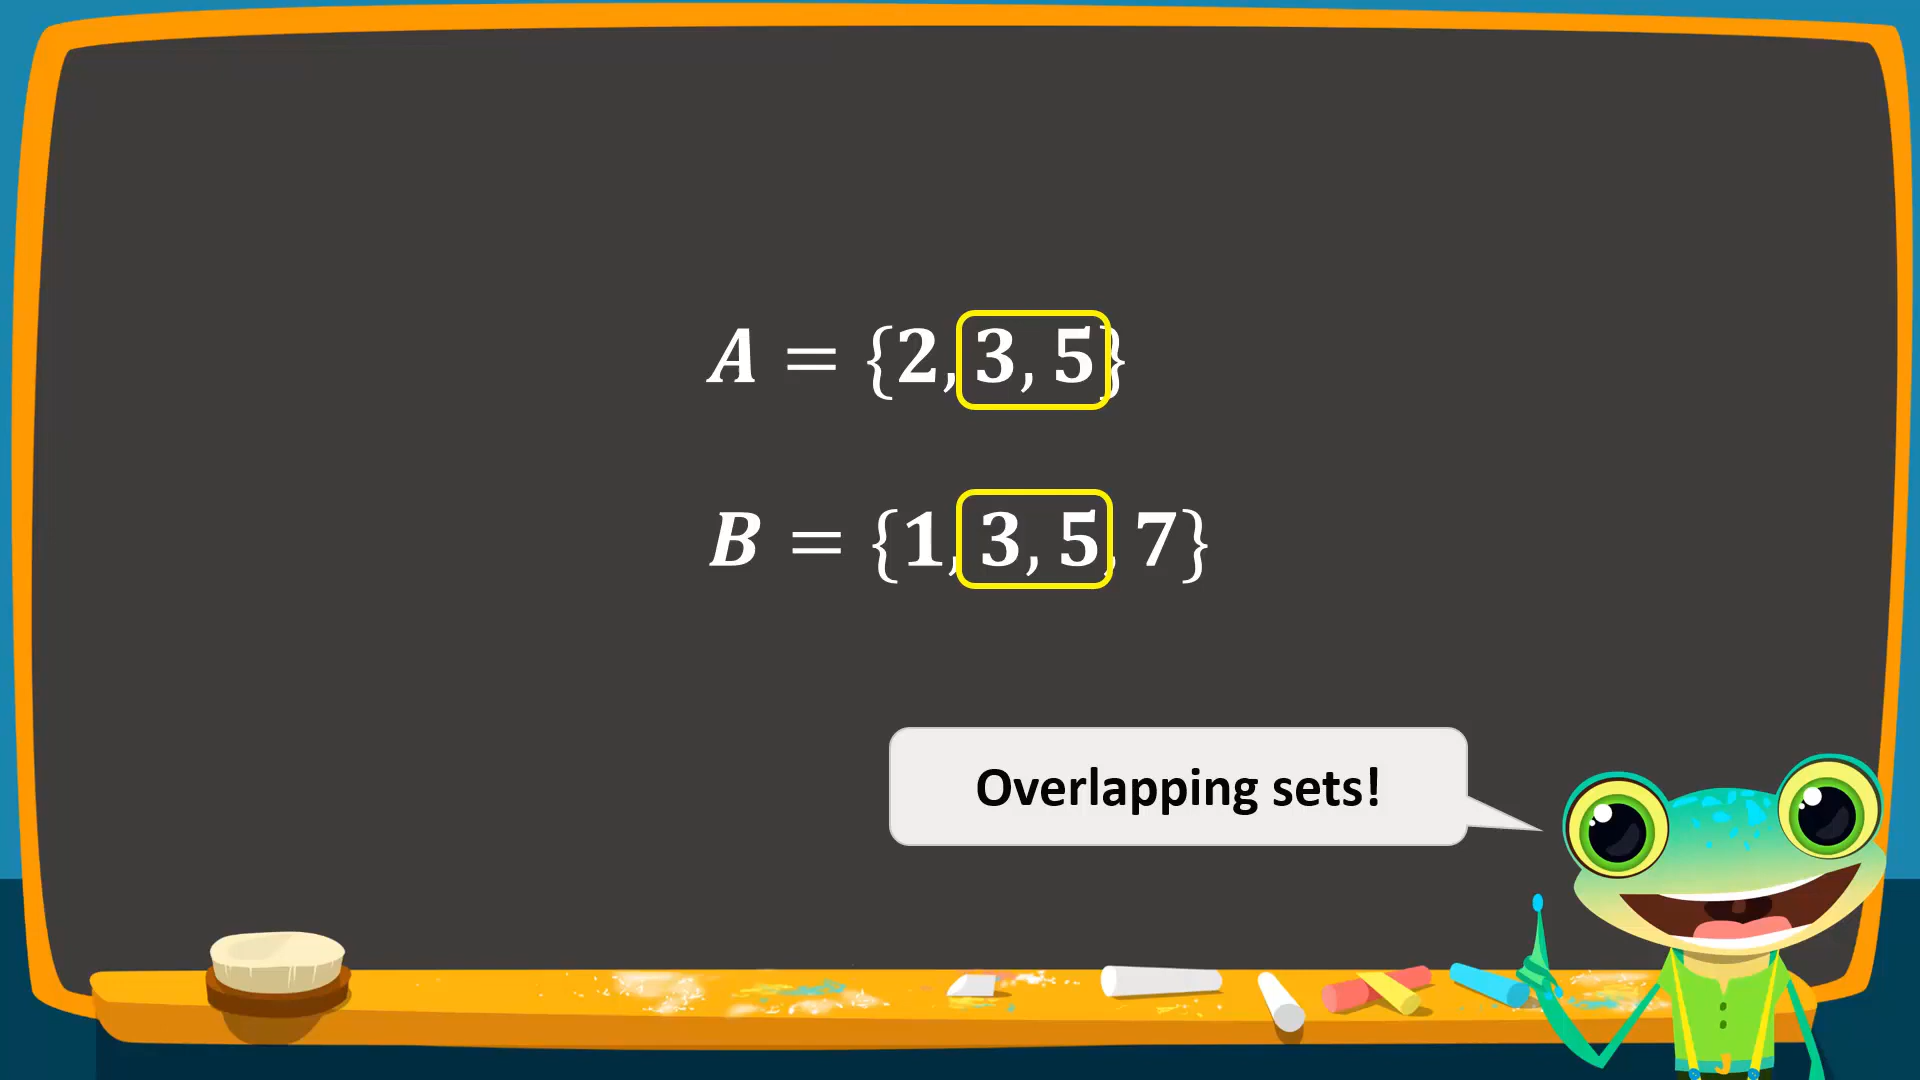 A = {2, 3, 5}
B = {1, 3, 5, 7}
Overlapping sets!